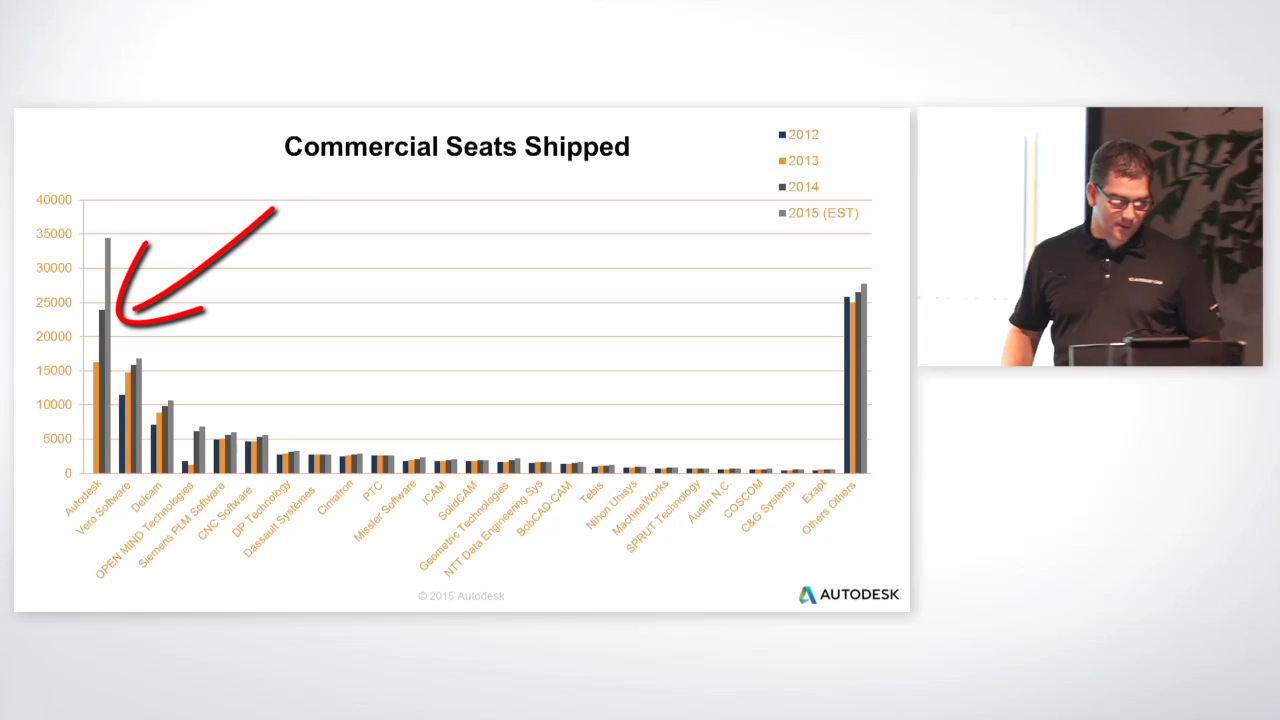 Commercial Seats Shipped
2012
2013
2014
2015 (EST)
40000
35000
30000
25000
20000
15000
10000
5000
0
Autodesk
Vero Software
Delcam
OPEN MIND Technologies
Siemens PLM Software
CNC Software
DP Technology
Dassault Systèmes
Cimatron
PTC
Missler Software
ICAM
SolidCAM
Geometric Technologies
NTT Data Engineering Sys
BobCAD-CAM
Tebis
Nihon Unisys
MachineWorks
SPRUT Technology
Austin N.C.
COSCOM
C&G Systems
Exapt
Others Others
© 2015 Autodesk
AUTODESK